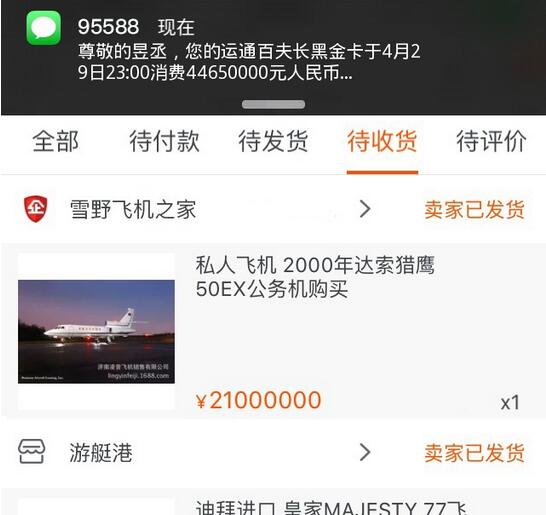 95588 现在
尊敬的昱丞，您的运通百夫长黑金卡于4月2
9日23:00消费44650000元人民币...
全部 待付款 待发货 待收货 待评价
企 雪野飞机之家 卖家已发货
私人飞机 2000年达索猎鹰
50EX公务机购买
济南凌音飞机销售有限公司
lingyinfeiji.1688.com
¥21000000 x1
游艇港 卖家已发货
迪拜进口 皇家MAJESTY 77飞